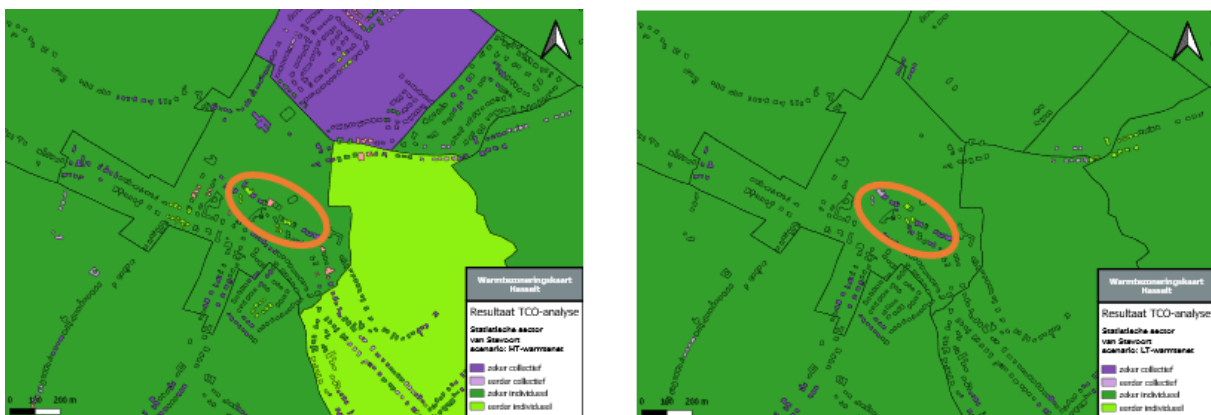 Warmtezoneringskaart
Hasselt
Resultaat TCO-analyse
Statistische sector
van Stevoort
scenario: HT-warmtenet
zeker collectief
eerder collectief
zeker individueel
eerder individueel
0 100 200 m
Warmtezoneringskaart
Hasselt
Resultaat TCO-analyse
Statistische sector
van Stevoort
scenario: LT-warmtenet
zeker collectief
eerder collectief
zeker individueel
eerder individueel
0 100 200 m